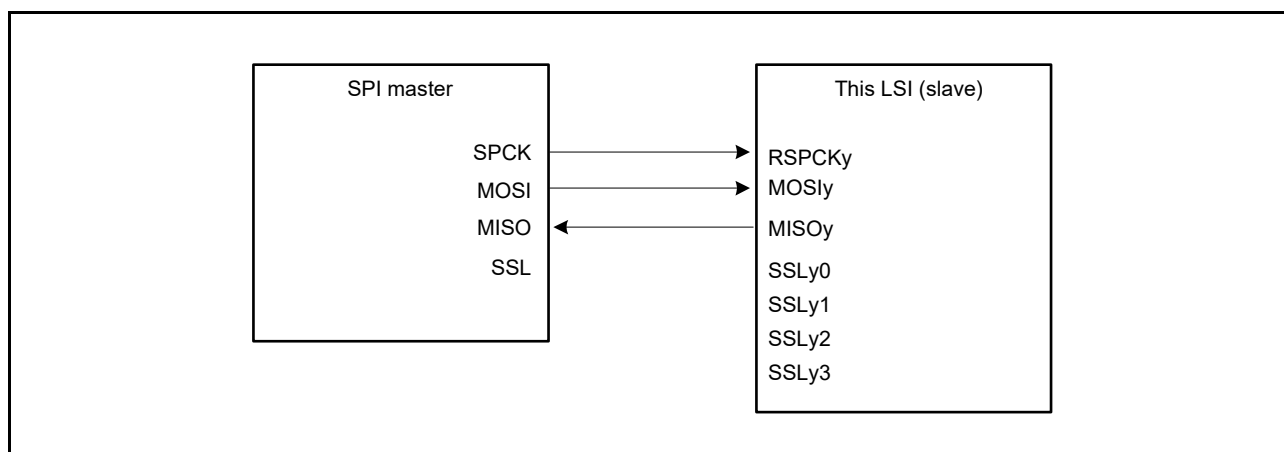 SPI master
SPCK
MOSI
MISO
SSL
This LSI (slave)
RSPCKy
MOSIy
MISOy
SSLy0
SSLy1
SSLy2
SSLy3